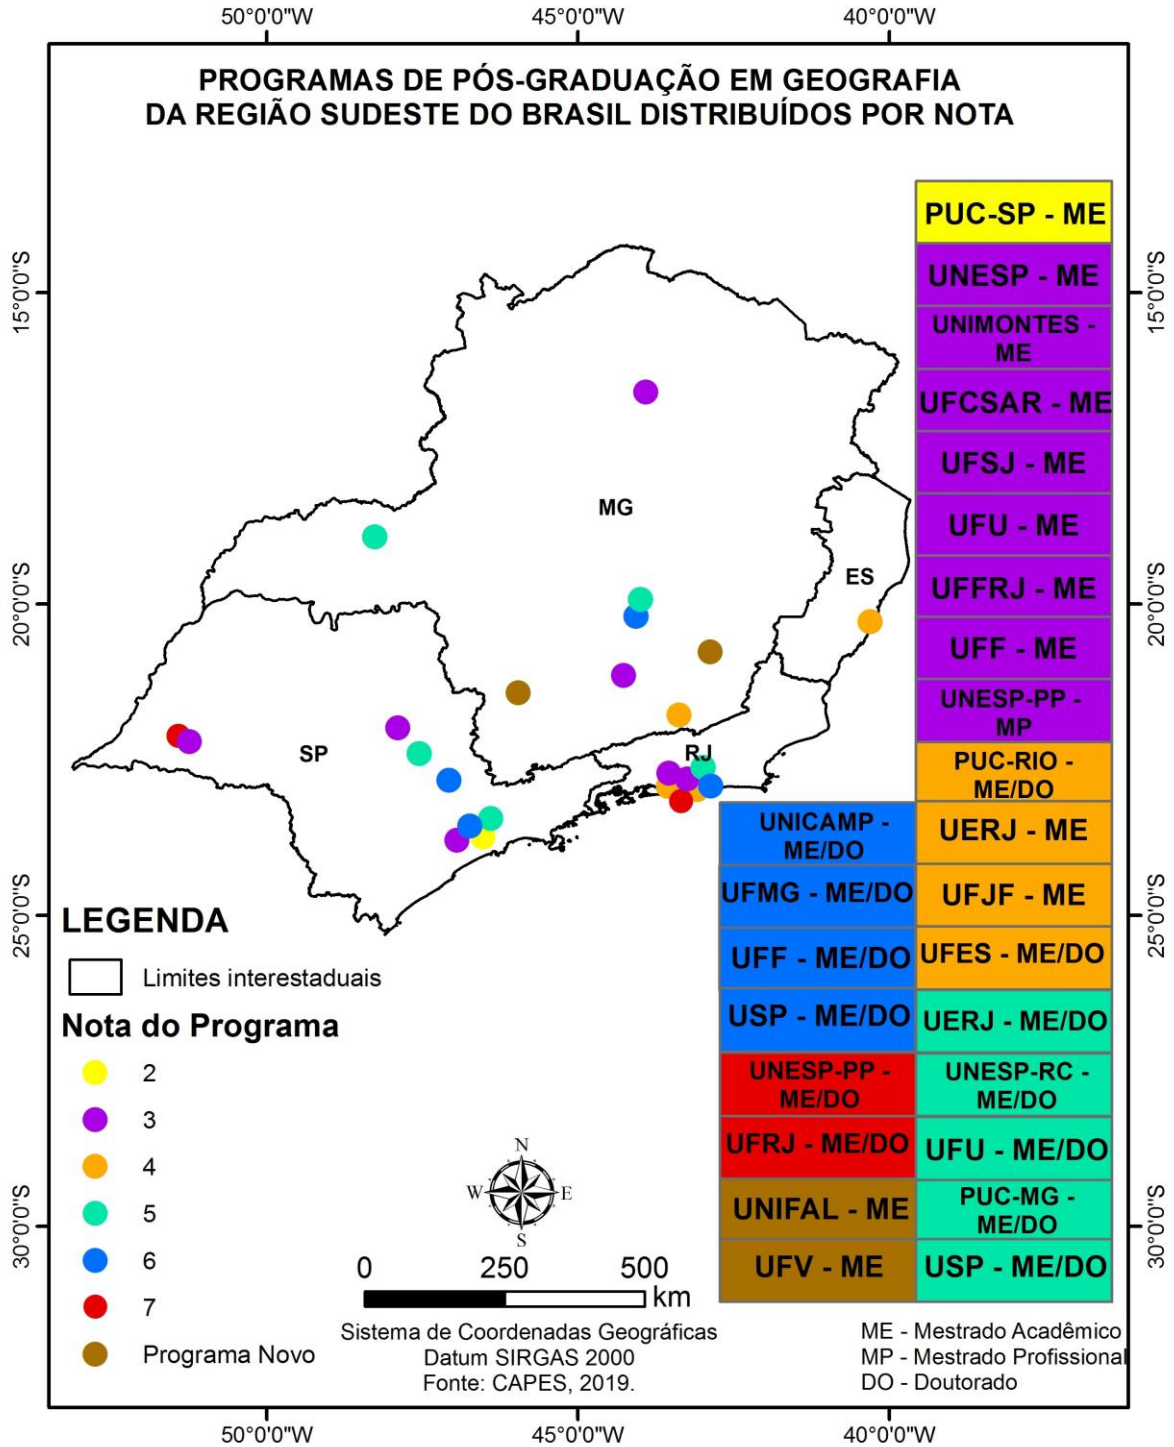 50°0'0"W 45°0'0"W 40°0'0"W
PROGRAMAS DE PÓS-GRADUAÇÃO EM GEOGRAFIA
DA REGIÃO SUDESTE DO BRASIL DISTRIBUÍDOS POR NOTA
15°0'0"S
20°0'0"S
25°0'0"S
30°0'0"S
15°0'0"S
20°0'0"S
25°0'0"S
30°0'0"S
MG
ES
SP
RJ
PUC-SP - ME
UNESP - ME
UNIMONTES -
ME
UFCSAR - ME
UFSJ - ME
UFU - ME
UFFRJ - ME
UFF - ME
UNESP-PP -
MP
PUC-RIO -
ME/DO
UERJ - ME
UFJF - ME
UFES - ME/DO
UERJ - ME/DO
UNESP-RC -
ME/DO
UFU - ME/DO
PUC-MG -
ME/DO
USP - ME/DO
UNICAMP -
ME/DO
UFMG - ME/DO
UFF - ME/DO
USP - ME/DO
UNESP-PP -
ME/DO
UFRJ - ME/DO
UNIFAL - ME
UFV - ME
LEGENDA
Limites interestaduais
Nota do Programa
2
3
4
5
6
7
Programa Novo
N
W E
S
0 250 500
km
Sistema de Coordenadas Geográficas
Datum SIRGAS 2000
Fonte: CAPES, 2019.
ME - Mestrado Acadêmico
MP - Mestrado Profissional
DO - Doutorado
50°0'0"W 45°0'0"W 40°0'0"W